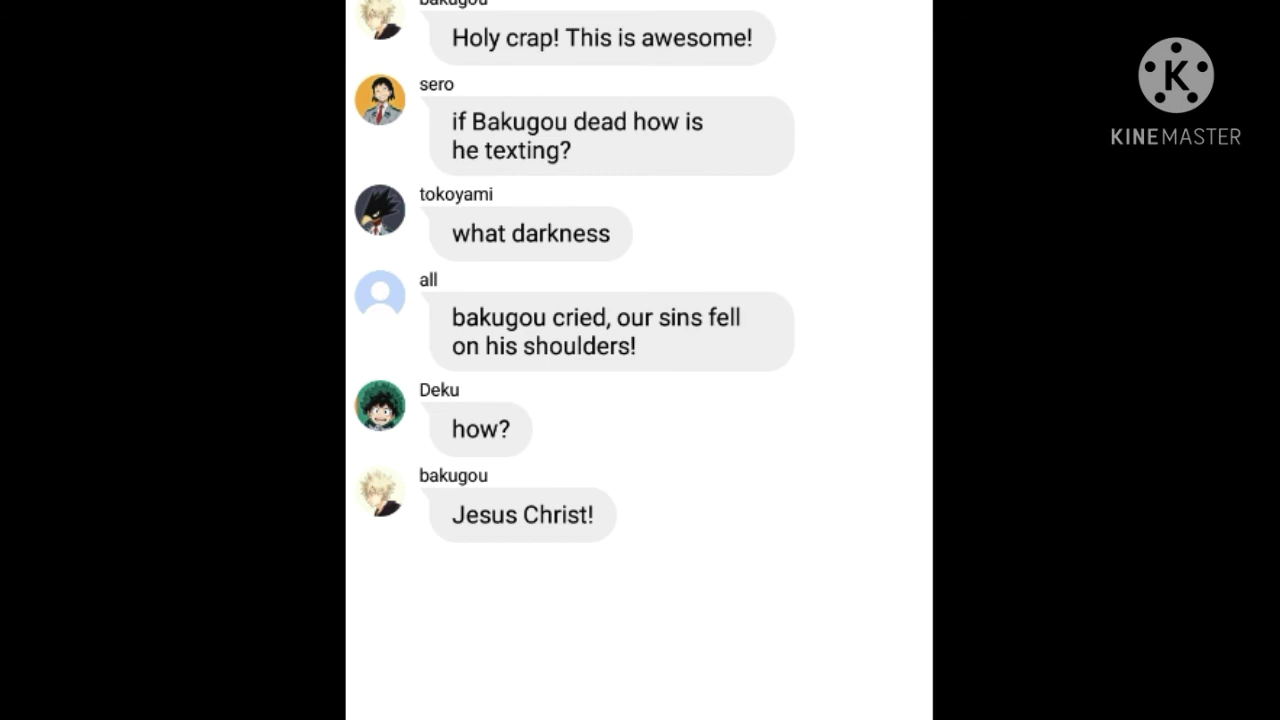 bakugou
Holy crap! This is awesome!
sero
if Bakugou dead how is
he texting?
tokoyami
what darkness
all
bakugou cried, our sins fell
on his shoulders!
Deku
how?
bakugou
Jesus Christ!
K
KINEMASTER